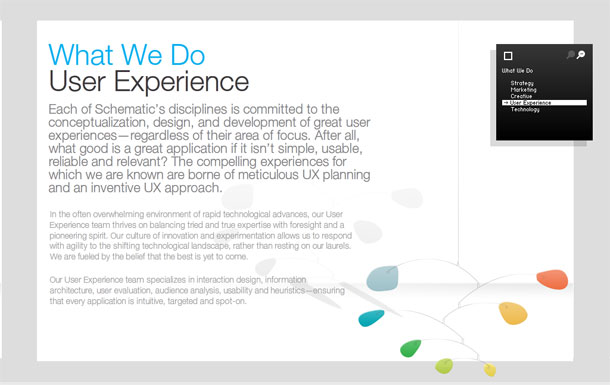 What We Do
User Experience
Each of Schematic's disciplines is committed to the
conceptualization, design, and development of great user
experiences—regardless of their area of focus. After all,
what good is a great application if it isn't simple, usable,
reliable and relevant? The compelling experiences for
which we are known are borne of meticulous UX planning
and an inventive UX approach.
In the often overwhelming environment of rapid technological advances, our User
Experience team thrives on balancing tried and true expertise with foresight and a
pioneering spirit. Our culture of innovation and experimentation allows us to respond
with agility to the shifting technological landscape, rather than resting on our laurels.
We are fueled by the belief that the best is yet to come.
Our User Experience team specializes in interaction design, information
architecture, user evaluation, audience analysis, usability and heuristics—ensuring
that every application is intuitive, targeted and spot-on.
What We Do
Strategy
Marketing
Creative
User Experience
Technology